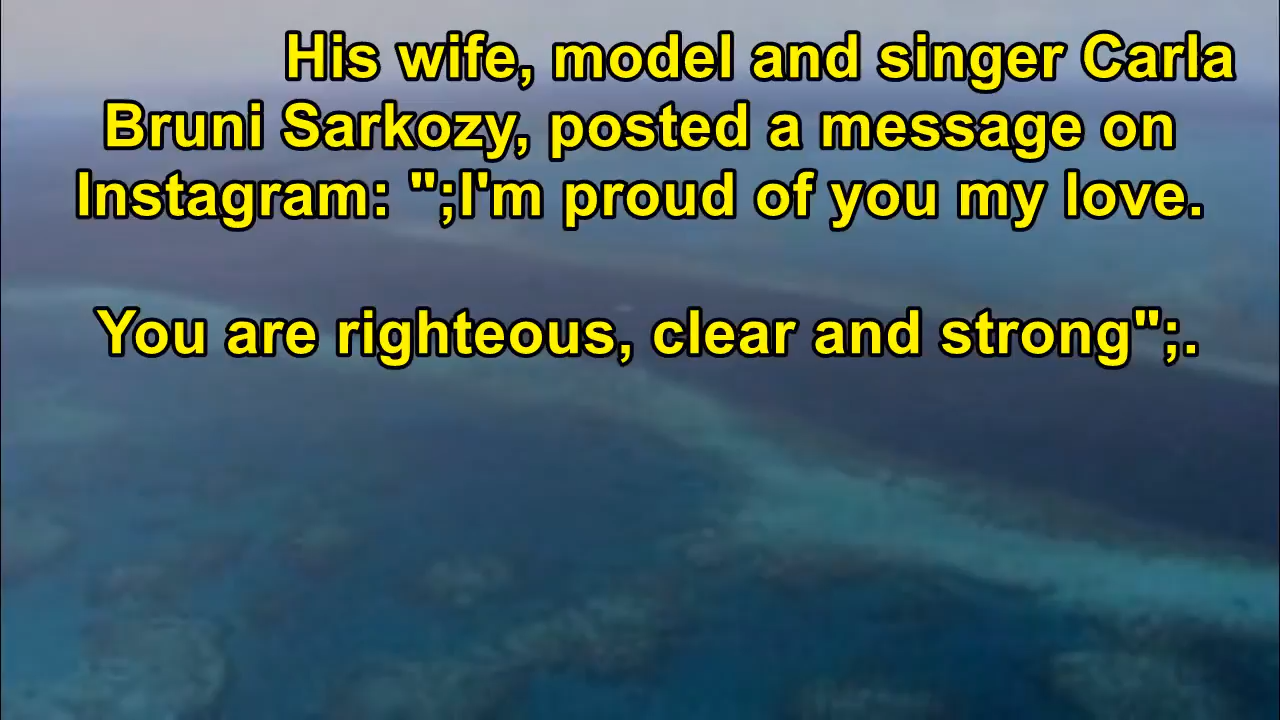 His wife, model and singer Carla
Bruni Sarkozy, posted a message on
Instagram: ";I'm proud of you my love.
You are righteous, clear and strong";.